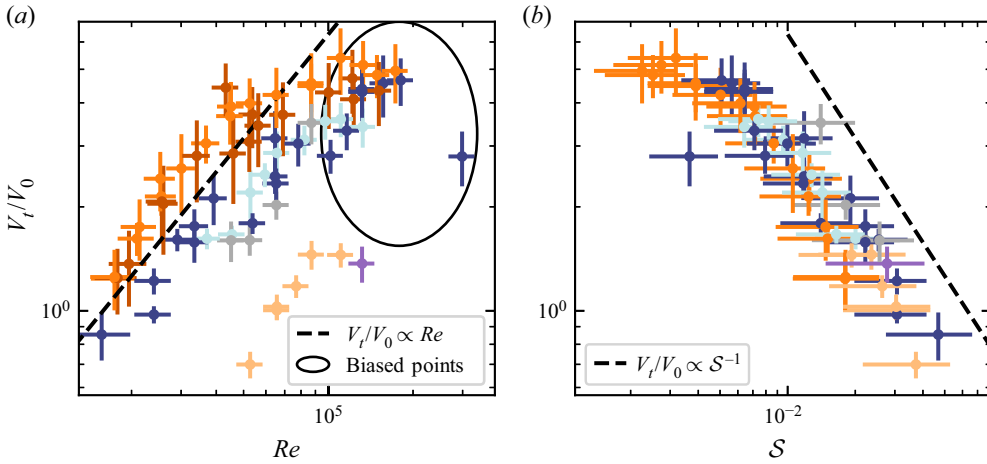 (a)
V_t/V_0
10^0
10^5
Re
V_t/V_0 ∝ Re
Biased points
(b)
10^0
10^-2
𝒮
V_t/V_0 ∝ 𝒮^-1